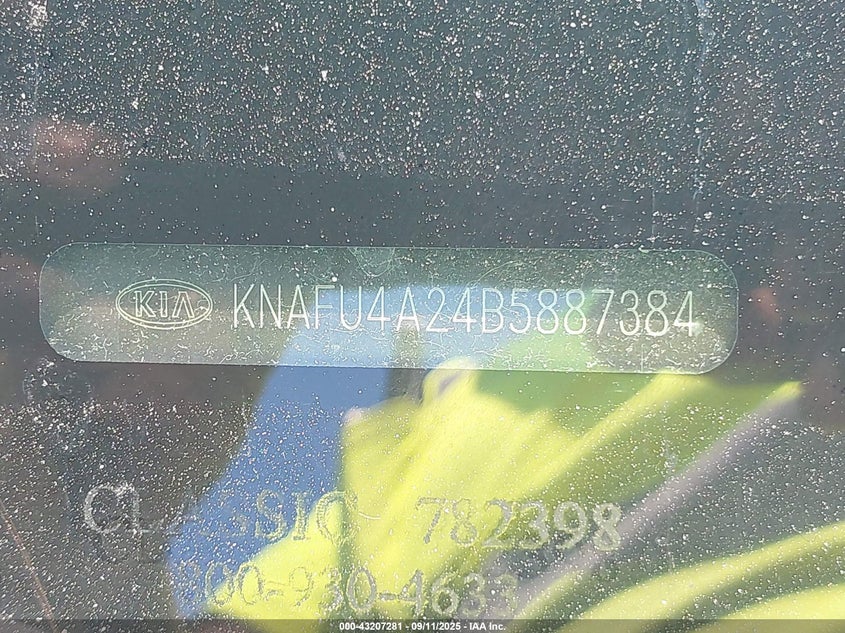 KIA KNAFU4A24B5887384
CLASSIC 782398
800-930-4633
000-43207281 - 09/11/2025 - IAA Inc.